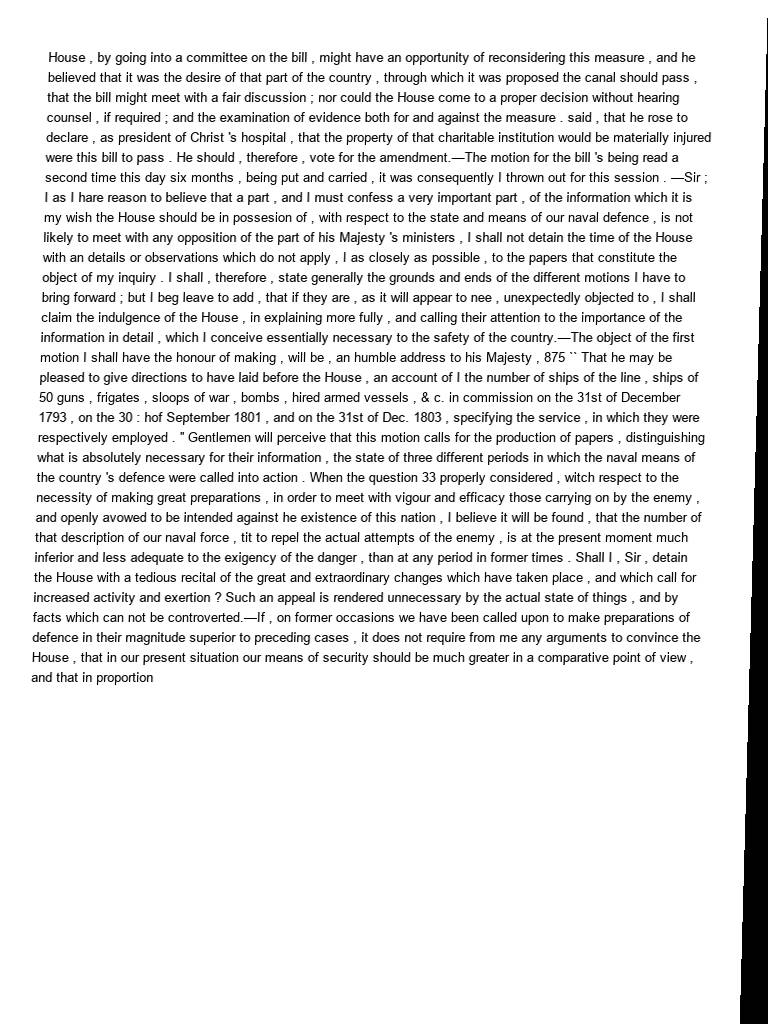 House , by going into a committee on the bill , might have an opportunity of reconsidering this measure , and he
believed that it was the desire of that part of the country , through which it was proposed the canal should pass ,
that the bill might meet with a fair discussion ; nor could the House come to a proper decision without hearing
counsel , if required ; and the examination of evidence both for and against the measure . said , that he rose to
declare , as president of Christ 's hospital , that the property of that charitable institution would be materially injured
were this bill to pass . He should , therefore , vote for the amendment.—The motion for the bill 's being read a
second time this day six months , being put and carried , it was consequently I thrown out for this session . —Sir ;
I as I hare reason to believe that a part , and I must confess a very important part , of the information which it is
my wish the House should be in possesion of , with respect to the state and means of our naval defence , is not
likely to meet with any opposition of the part of his Majesty 's ministers , I shall not detain the time of the House
with an details or observations which do not apply , I as closely as possible , to the papers that constitute the
object of my inquiry . I shall , therefore , state generally the grounds and ends of the different motions I have to
bring forward ; but I beg leave to add , that if they are , as it will appear to nee , unexpectedly objected to , I shall
claim the indulgence of the House , in explaining more fully , and calling their attention to the importance of the
information in detail , which I conceive essentially necessary to the safety of the country.—The object of the first
motion I shall have the honour of making , will be , an humble address to his Majesty , 875 `` That he may be
pleased to give directions to have laid before the House , an account of I the number of ships of the line , ships of
50 guns , frigates , sloops of war , bombs , hired armed vessels , & c. in commission on the 31st of December
1793 , on the 30 : hof September 1801 , and on the 31st of Dec. 1803 , specifying the service , in which they were
respectively employed . " Gentlemen will perceive that this motion calls for the production of papers , distinguishing
what is absolutely necessary for their information , the state of three different periods in which the naval means of
the country 's defence were called into action . When the question 33 properly considered , witch respect to the
necessity of making great preparations , in order to meet with vigour and efficacy those carrying on by the enemy ,
and openly avowed to be intended against he existence of this nation , I believe it will be found , that the number of
that description of our naval force , tit to repel the actual attempts of the enemy , is at the present moment much
inferior and less adequate to the exigency of the danger , than at any period in former times . Shall I , Sir , detain
the House with a tedious recital of the great and extraordinary changes which have taken place , and which call for
increased activity and exertion ? Such an appeal is rendered unnecessary by the actual state of things , and by
facts which can not be controverted.—If , on former occasions we have been called upon to make preparations of
defence in their magnitude superior to preceding cases , it does not require from me any arguments to convince the
House , that in our present situation our means of security should be much greater in a comparative point of view ,
and that in proportion